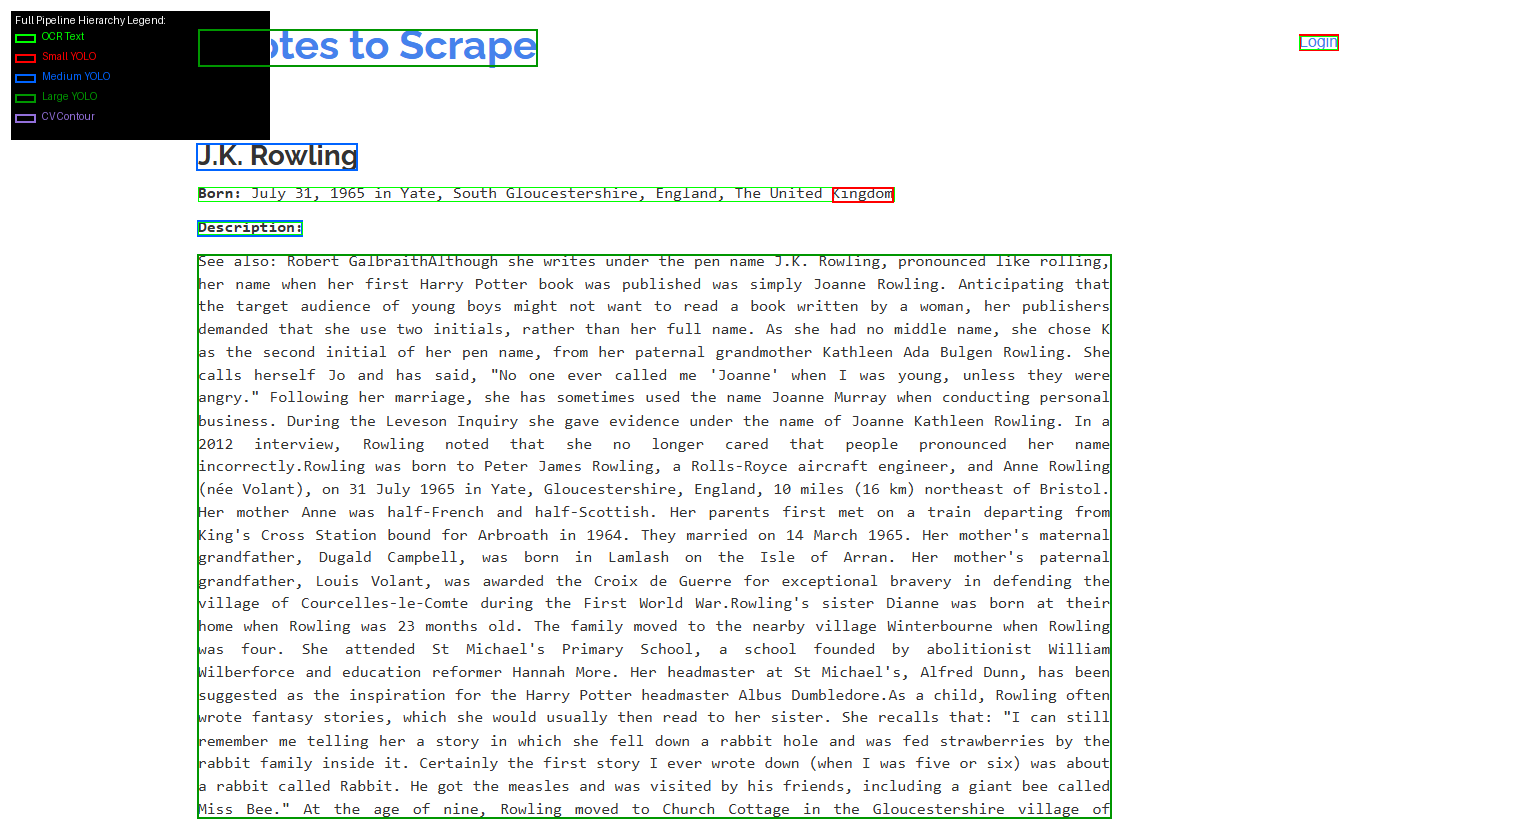 Full Pipeline Hierarchy Legend:
OCR Text
Small YOLO
Medium YOLO
Large YOLO
CV Contour
otes to Scrape
Login
J.K. Rowling
Born: July 31, 1965 in Yate, South Gloucestershire, England, The United Kingdom
Description:
See also: Robert GalbraithAlthough she writes under the pen name J.K. Rowling, pronounced like rolling,
her name when her first Harry Potter book was published was simply Joanne Rowling. Anticipating that
the target audience of young boys might not want to read a book written by a woman, her publishers
demanded that she use two initials, rather than her full name. As she had no middle name, she chose K
as the second initial of her pen name, from her paternal grandmother Kathleen Ada Bulgen Rowling. She
calls herself Jo and has said, "No one ever called me 'Joanne' when I was young, unless they were
angry." Following her marriage, she has sometimes used the name Joanne Murray when conducting personal
business. During the Leveson Inquiry she gave evidence under the name of Joanne Kathleen Rowling. In a
2012 interview, Rowling noted that she no longer cared that people pronounced her name
incorrectly.Rowling was born to Peter James Rowling, a Rolls-Royce aircraft engineer, and Anne Rowling
(née Volant), on 31 July 1965 in Yate, Gloucestershire, England, 10 miles (16 km) northeast of Bristol.
Her mother Anne was half-French and half-Scottish. Her parents first met on a train departing from
King's Cross Station bound for Arbroath in 1964. They married on 14 March 1965. Her mother's maternal
grandfather, Dugald Campbell, was born in Lamlash on the Isle of Arran. Her mother's paternal
grandfather, Louis Volant, was awarded the Croix de Guerre for exceptional bravery in defending the
village of Courcelles-le-Comte during the First World War.Rowling's sister Dianne was born at their
home when Rowling was 23 months old. The family moved to the nearby village Winterbourne when Rowling
was four. She attended St Michael's Primary School, a school founded by abolitionist William
Wilberforce and education reformer Hannah More. Her headmaster at St Michael's, Alfred Dunn, has been
suggested as the inspiration for the Harry Potter headmaster Albus Dumbledore.As a child, Rowling often
wrote fantasy stories, which she would usually then read to her sister. She recalls that: "I can still
remember me telling her a story in which she fell down a rabbit hole and was fed strawberries by the
rabbit family inside it. Certainly the first story I ever wrote down (when I was five or six) was about
a rabbit called Rabbit. He got the measles and was visited by his friends, including a giant bee called
Miss Bee." At the age of nine, Rowling moved to Church Cottage in the Gloucestershire village of